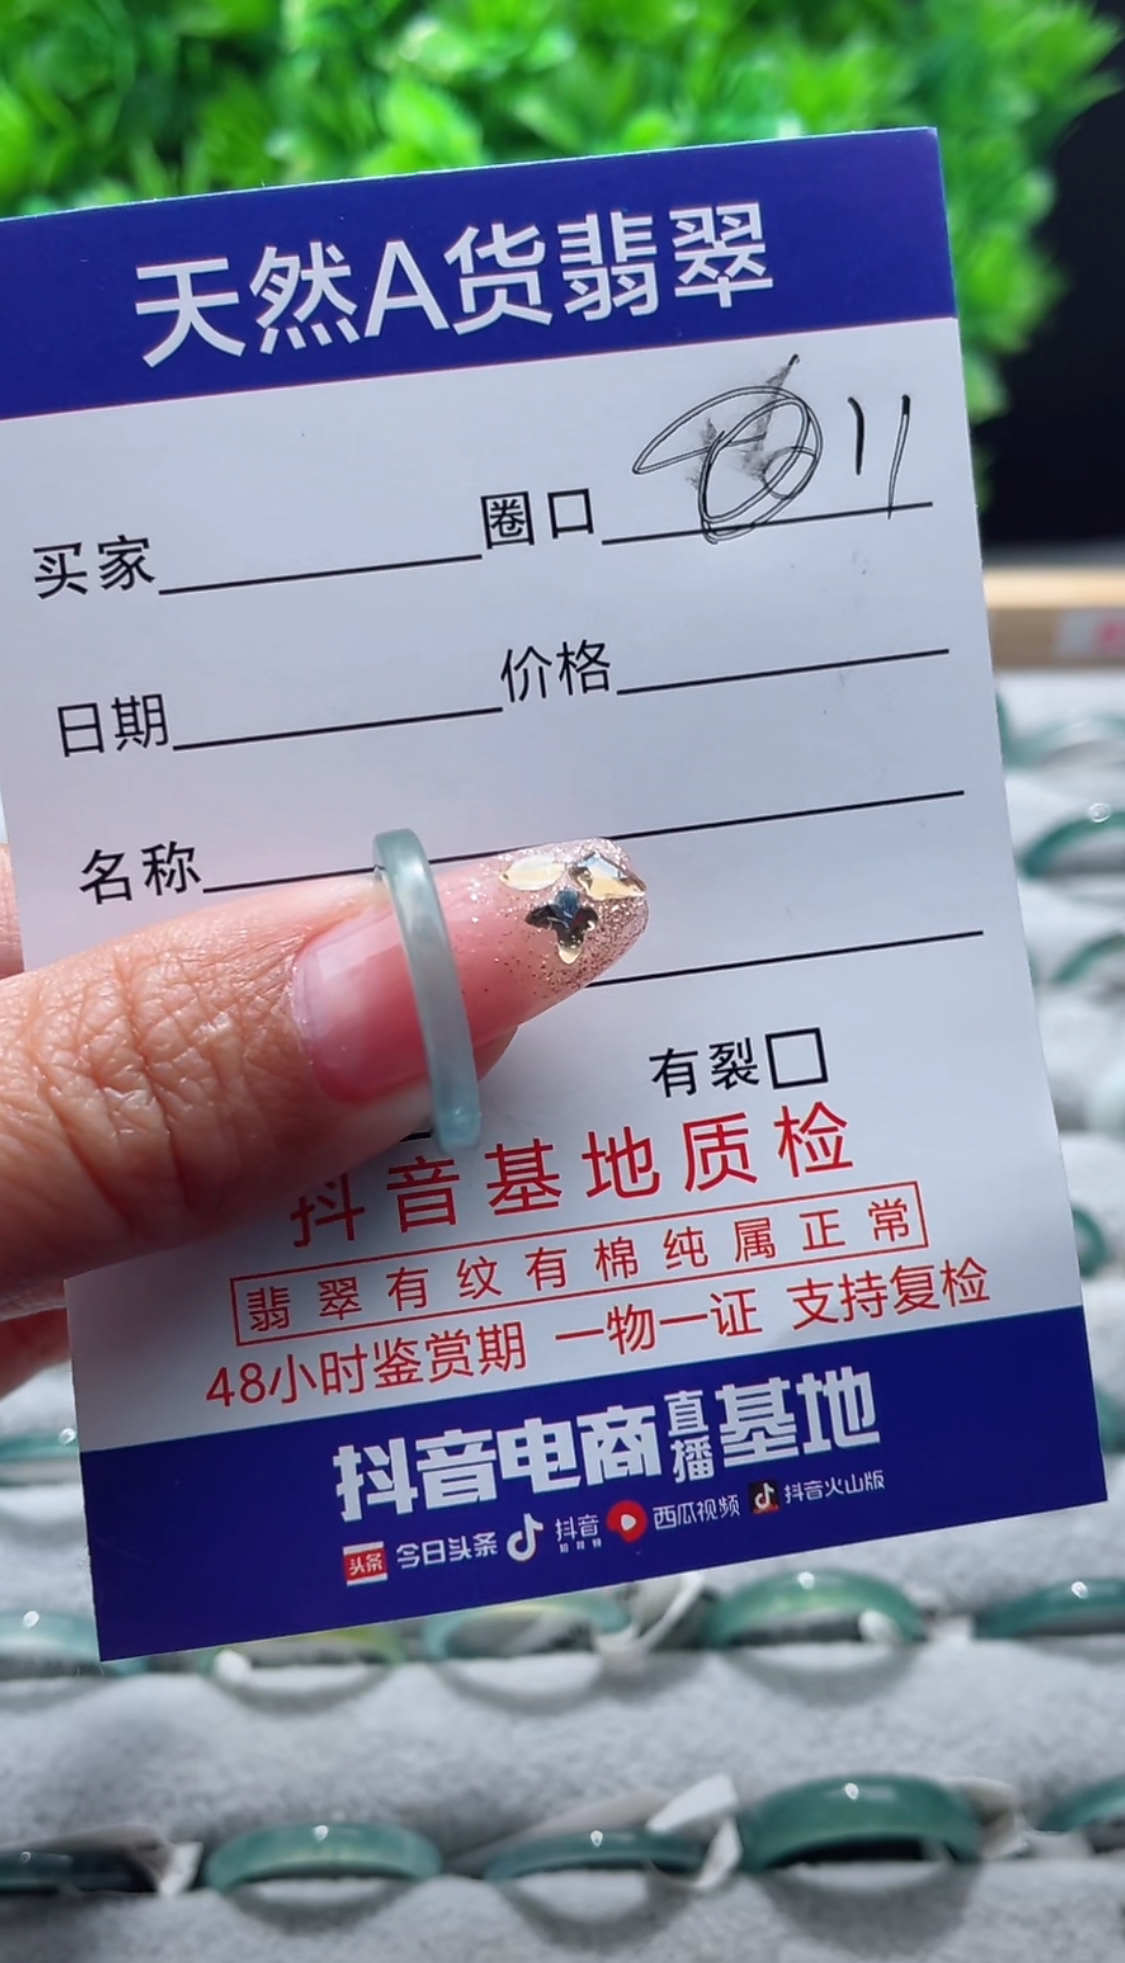 天然A货翡翠
买家 圈口 11
日期 价格
名称
有裂
抖音基地质检
翡翠有纹有棉纯属正常
48小时鉴赏期 一物一证 支持复检
抖音电商直播基地
头条 今日头条 抖音 西瓜视频 抖音火山版